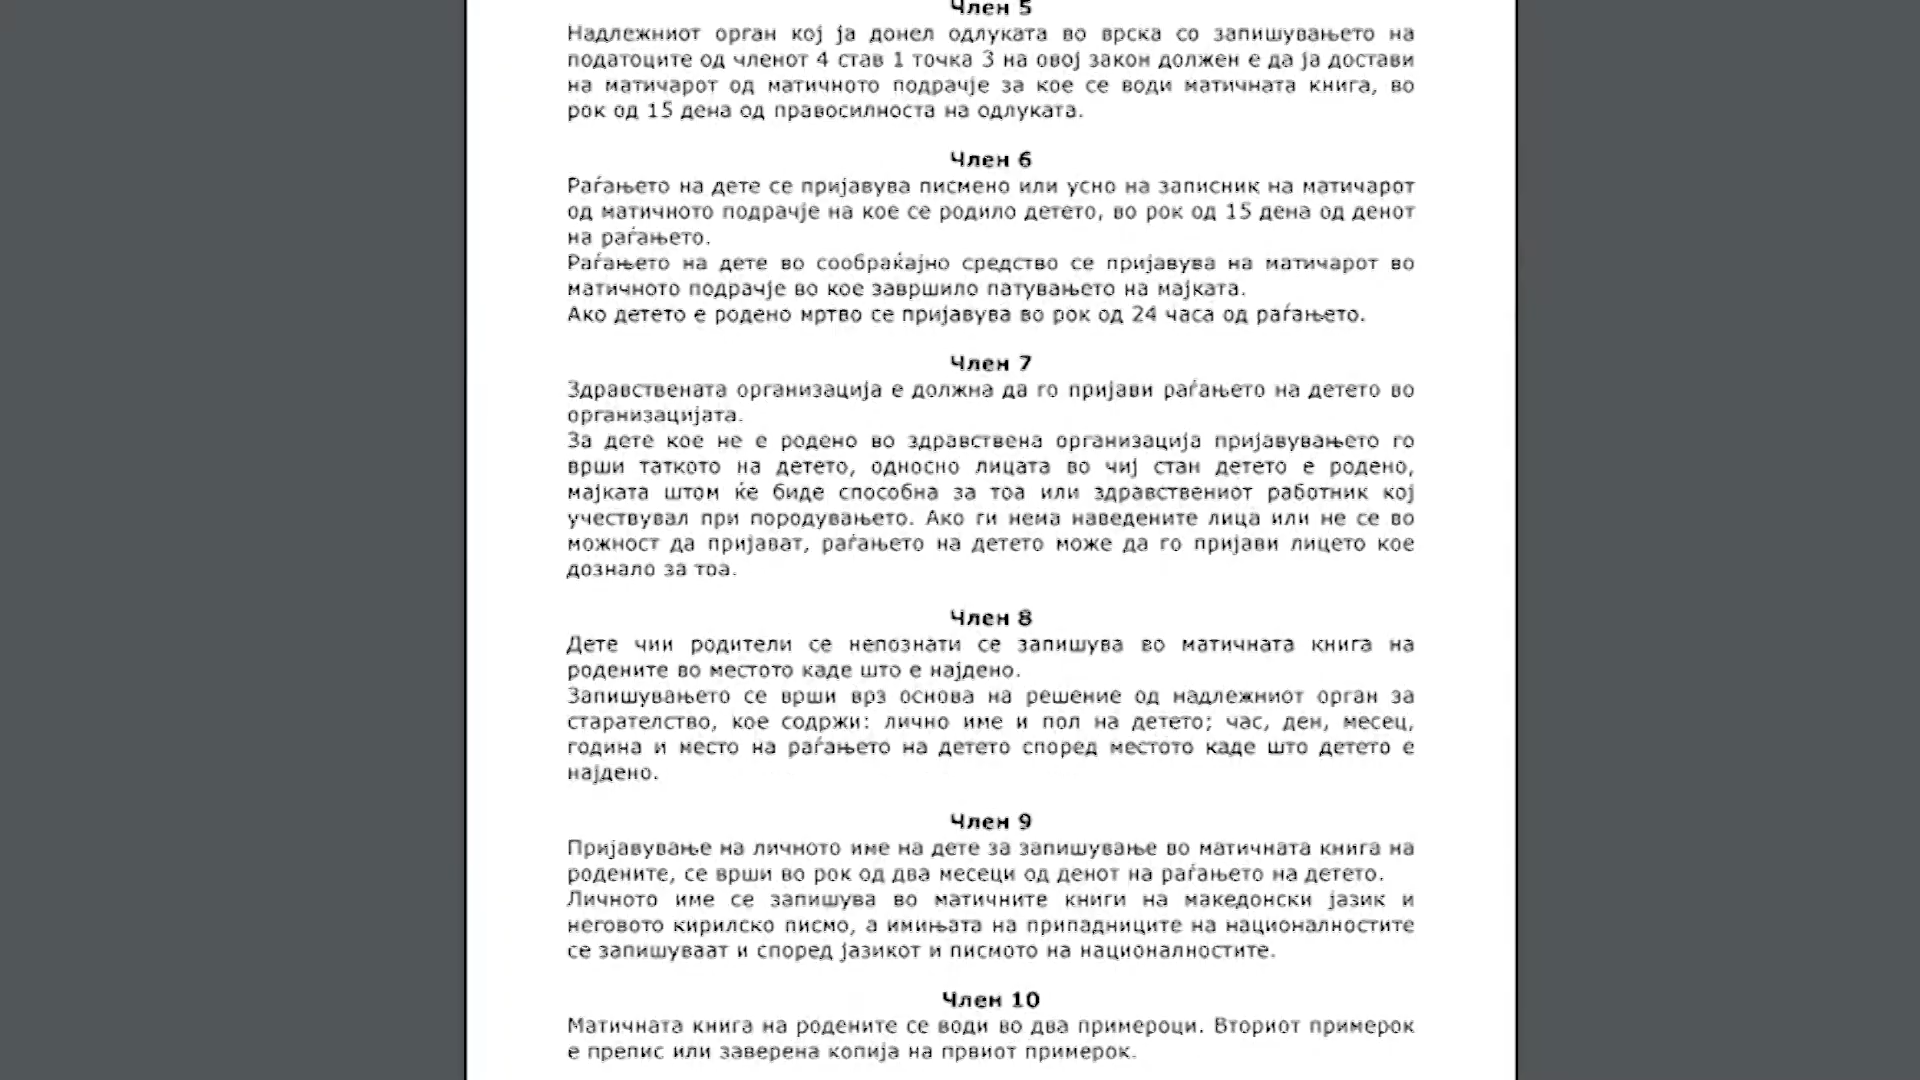 Член 5
Надлежниот орган кој ја донел одлуката во врска со запишувањето на
податоците од членот 4 став 1 точка 3 на овој закон должен е да ја достави
на матичарот од матичното подрачје за кое се води матичната книга, во
рок од 15 дена од правосилноста на одлуката.
Член 6
Раѓањето на дете се пријавува писмено или усно на записник на матичарот
од матичното подрачје на кое се родило детето, во рок од 15 дена од денот
на раѓањето.
Раѓањето на дете во сообраќајно средство се пријавува на матичарот во
матичното подрачје во кое завршило патувањето на мајката.
Ако детето е родено мртво се пријавува во рок од 24 часа од раѓањето.
Член 7
Здравствената организација е должна да го пријави раѓањето на детето во
организацијата.
За дете кое не е родено во здравствена организација пријавувањето го
врши таткото на детето, односно лицата во чиј стан детето е родено,
мајката штом ќе биде способна за тоа или здравствениот работник кој
учествувал при породувањето. Ако ги нема наведените лица или не се во
можност да пријават, раѓањето на детето може да го пријави лицето кое
дознало за тоа.
Член 8
Дете чии родители се непознати се запишува во матичната книга на
родените во местото каде што е најдено.
Запишувањето се врши врз основа на решение од надлежниот орган за
старателство, кое содржи: лично име и пол на детето; час, ден, месец,
година и место на раѓањето на детето според местото каде што детето е
најдено.
Член 9
Пријавување на личното име на дете за запишување во матичната книга на
родените, се врши во рок од два месеци од денот на раѓањето на детето.
Личното име се запишува во матичните книги на македонски јазик и
неговото кирилско писмо, а имињата на припадниците на националностите
се запишуваат и според јазикот и писмото на националностите.
Член 10
Матичната книга на родените се води во два примероци. Вториот примерок
е препис или заверена копија на првиот примерок.